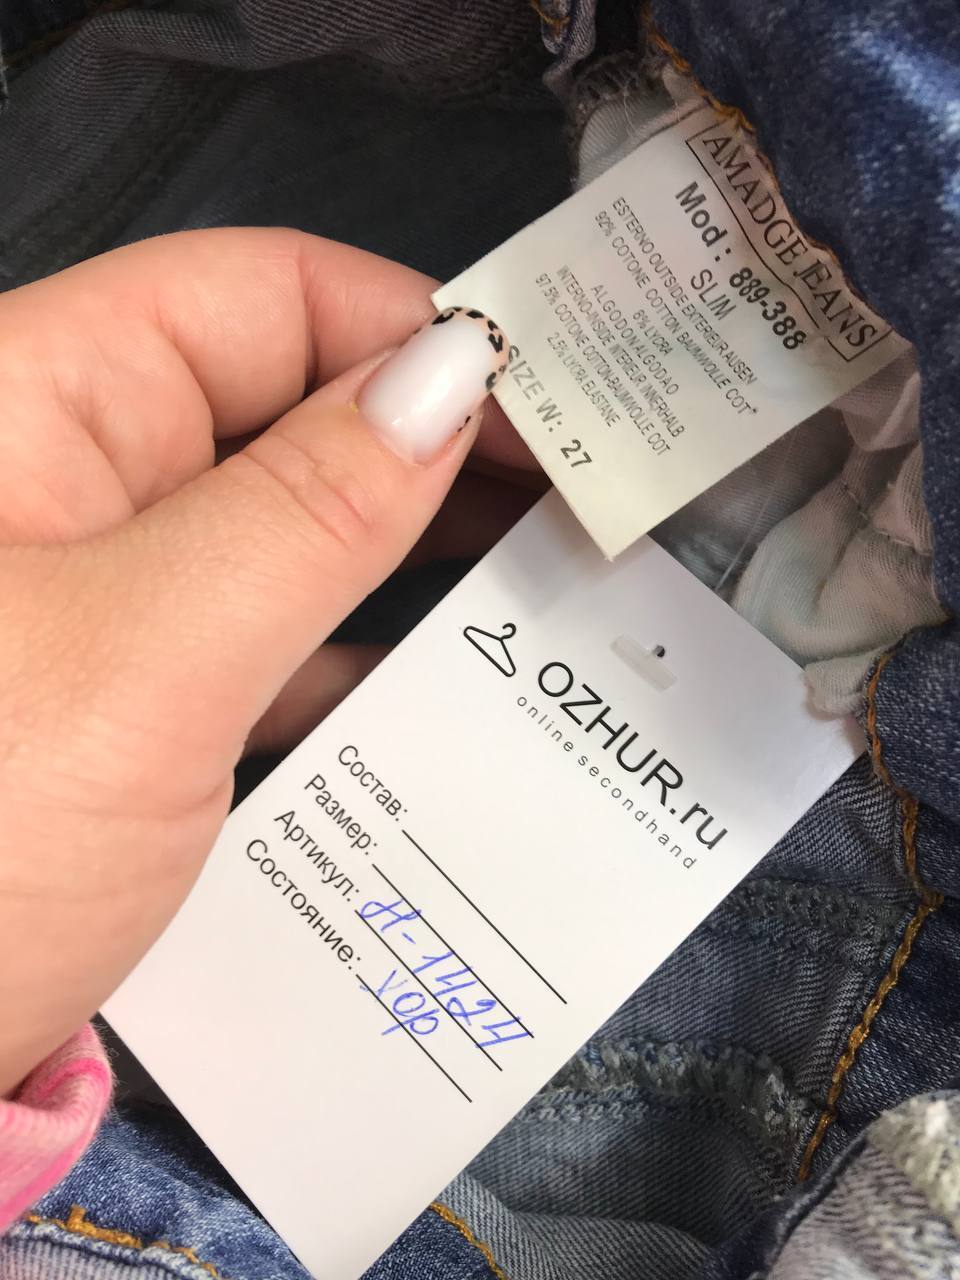 AMADGE JEANS
Mod : 889-388
SLIM
ESTERNO OUTSIDE EXTERIEUR AUSEN
92% COTONE COTTON BAUMWOLLE COT*
6% LYCRA
ALGODON ALGODAO
INTERNO-INSIDE INTERIEUR INNERHALB
97,5% COTONE COTON-BAUMWOLLE COT
2,5% LYCRA ELASTANE
SIZE W: 27
OZHUR.ru
online secondhand
Состав:
Размер:
Артикул: Н-1424
Состояние: хор